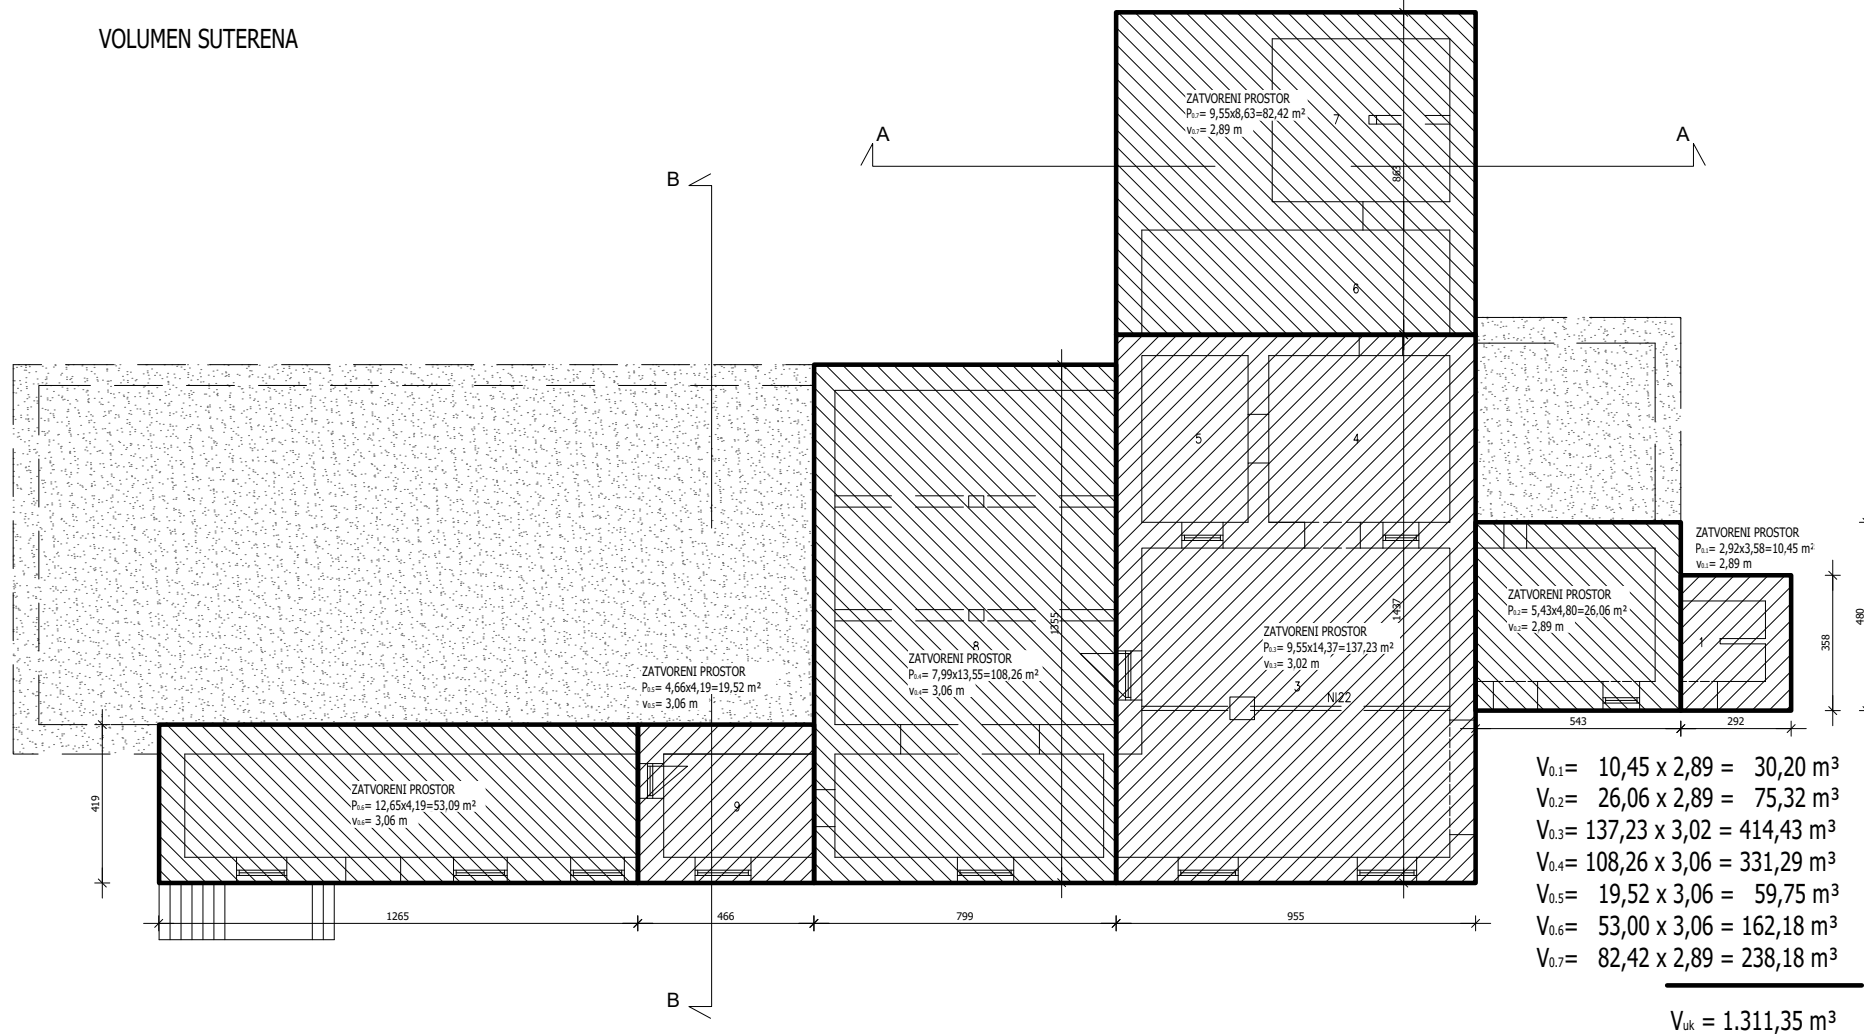 VOLUMEN SUTERENA
ZATVORENI PROSTOR
P₀.₇= 9,55x8,63=82,42 m²
v₀.₇= 2,89 m
7
A
A
B
863
6
5
4
ZATVORENI PROSTOR
P₀.₁= 2,92x3,58=10,45 m²
v₀.₁= 2,89 m
ZATVORENI PROSTOR
P₀.₂= 5,43x4,80=26,06 m²
v₀.₂= 2,89 m
480
358
1
1355
1437
ZATVORENI PROSTOR
P₀.₃= 9,55x14,37=137,23 m²
v₀.₃= 3,02 m
3
NI22
8
ZATVORENI PROSTOR
P₀.₄= 7,99x13,55=108,26 m²
v₀.₄= 3,06 m
ZATVORENI PROSTOR
P₀.₅= 4,66x4,19=19,52 m²
v₀.₅= 3,06 m
543
292
419
ZATVORENI PROSTOR
P₀.₆= 12,65x4,19=53,09 m²
v₀.₆= 3,06 m
9
1265
466
799
955
V₀.₁= 10,45 x 2,89 = 30,20 m³
V₀.₂= 26,06 x 2,89 = 75,32 m³
V₀.₃= 137,23 x 3,02 = 414,43 m³
V₀.₄= 108,26 x 3,06 = 331,29 m³
V₀.₅= 19,52 x 3,06 = 59,75 m³
V₀.₆= 53,00 x 3,06 = 162,18 m³
V₀.₇= 82,42 x 2,89 = 238,18 m³
B
Vuk = 1.311,35 m³